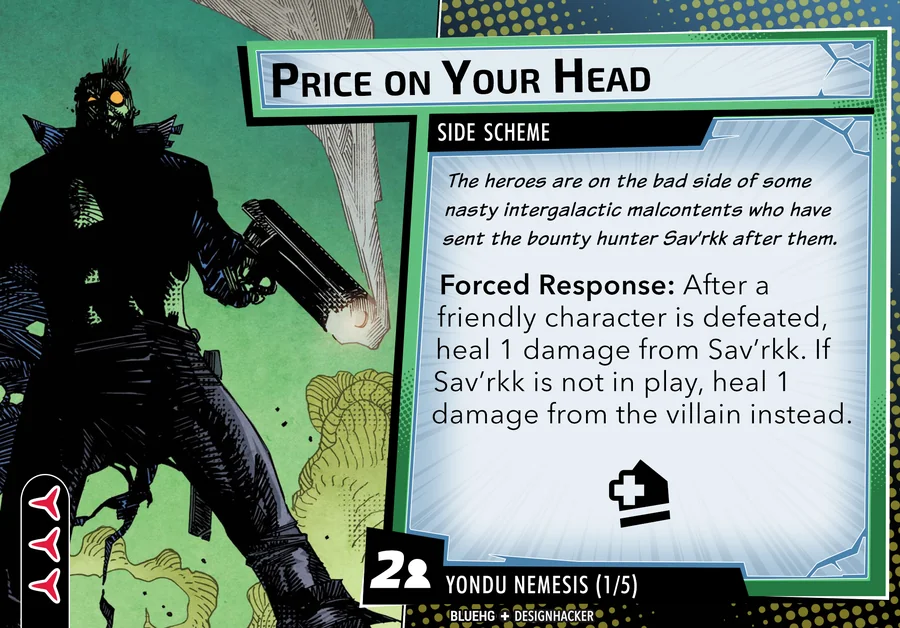 PRICE ON YOUR HEAD
SIDE SCHEME
The heroes are on the bad side of some
nasty intergalactic malcontents who have
sent the bounty hunter Sav'rkk after them.
Forced Response: After a
friendly character is defeated,
heal 1 damage from Sav'rkk. If
Sav'rkk is not in play, heal 1
damage from the villain instead.
2
YONDU NEMESIS (1/5)
BLUEHG + DESIGNHACKER